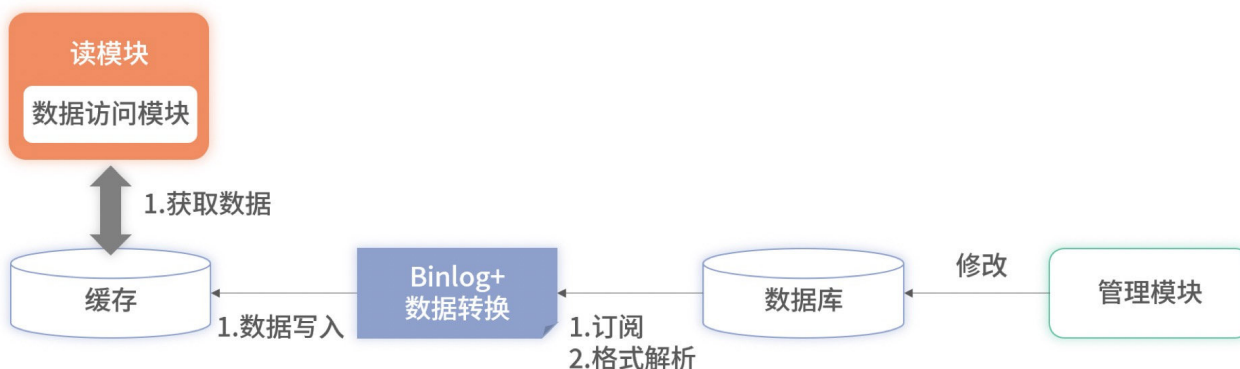 读模块
数据访问模块
1.获取数据
缓存
1.数据写入
Binlog+
数据转换
1.订阅
2.格式解析
数据库
修改
管理模块